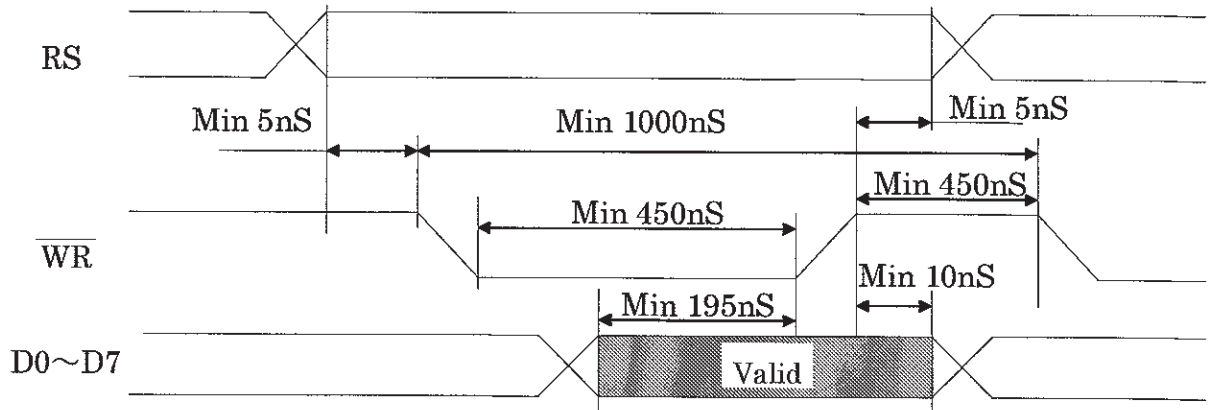 RS
Min 5nS
Min 1000nS
Min 5nS
Min 450nS
Min 450nS
WR
Min 10nS
Min 195nS
D0～D7
Valid